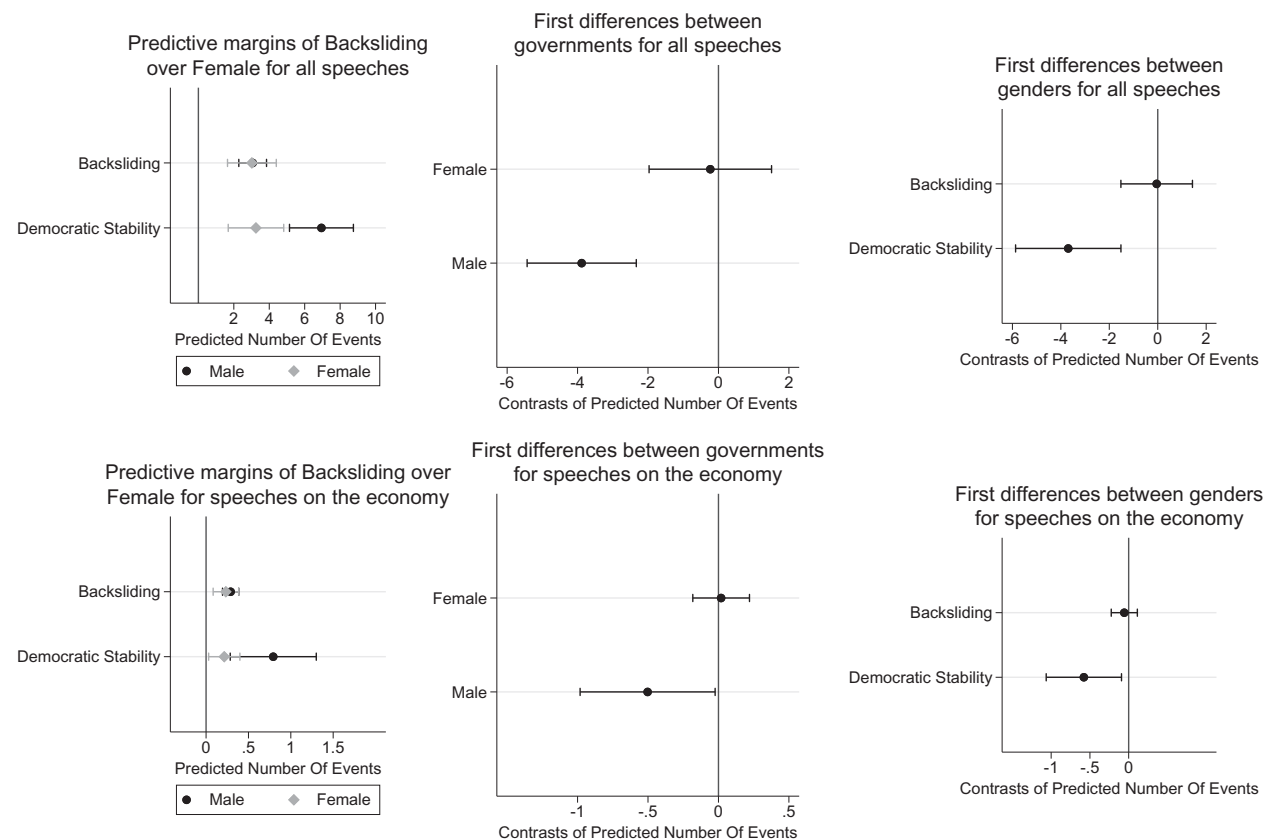 Predictive margins of Backsliding
over Female for all speeches
Backsliding
Democratic Stability
2 4 6 8 10
Predicted Number Of Events
Male Female
First differences between
governments for all speeches
Female
Male
-6 -4 -2 0 2
Contrasts of Predicted Number Of Events
First differences between
genders for all speeches
Backsliding
Democratic Stability
-6 -4 -2 0 2
Contrasts of Predicted Number Of Events
Predictive margins of Backsliding over
Female for speeches on the economy
Backsliding
Democratic Stability
0 .5 1 1.5
Predicted Number Of Events
Male Female
First differences between governments
for speeches on the economy
Female
Male
-1 -.5 0 .5
Contrasts of Predicted Number Of Events
First differences between genders
for speeches on the economy
Backsliding
Democratic Stability
-1 -.5 0
Contrasts of Predicted Number Of Events